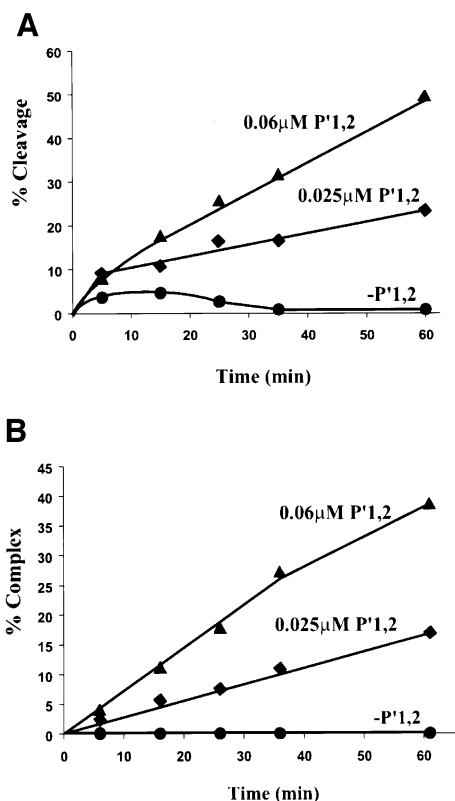 A
60
50
40
30
20
10
0
% Cleavage
0.06μM P'1,2
0.025μM P'1,2
-P'1,2
0 10 20 30 40 50 60
Time (min)
B
45
40
35
30
25
20
15
10
5
0
% Complex
0.06μM P'1,2
0.025μM P'1,2
-P'1,2
0 10 20 30 40 50 60
Time (min)